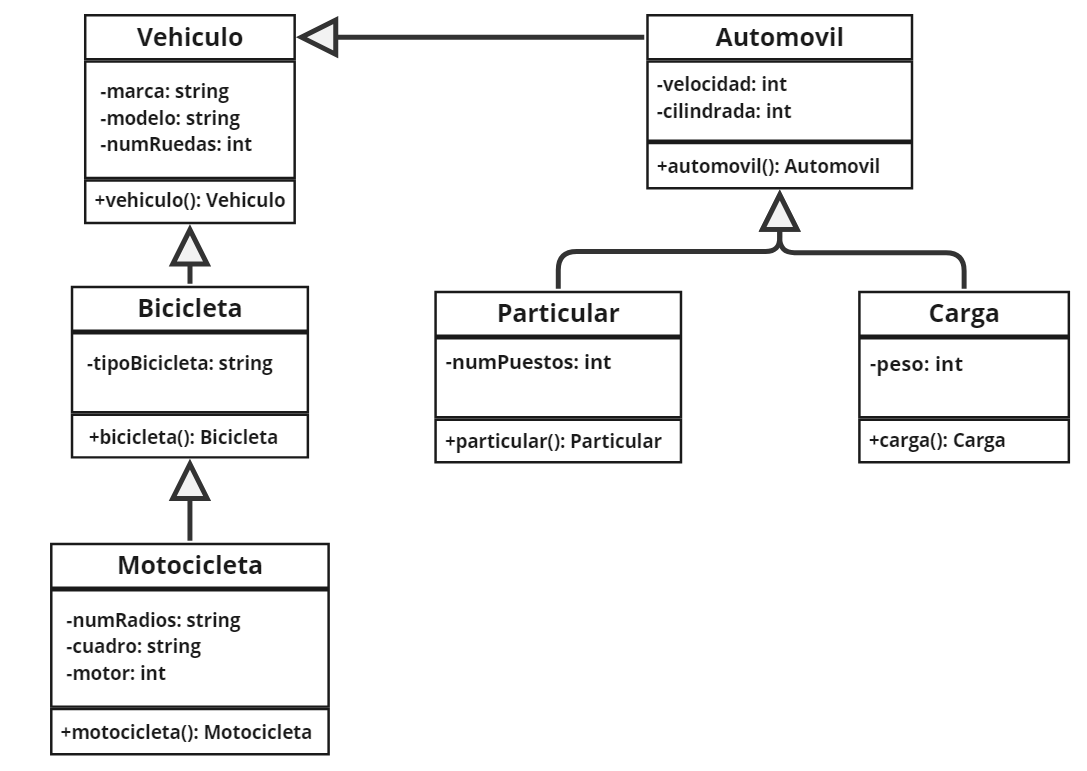 Vehiculo
-marca: string
-modelo: string
-numRuedas: int
+vehiculo(): Vehiculo
Automovil
-velocidad: int
-cilindrada: int
+automovil(): Automovil
Bicicleta
-tipoBicicleta: string
+bicicleta(): Bicicleta
Particular
-numPuestos: int
+particular(): Particular
Carga
-peso: int
+carga(): Carga
Motocicleta
-numRadios: string
-cuadro: string
-motor: int
+motocicleta(): Motocicleta